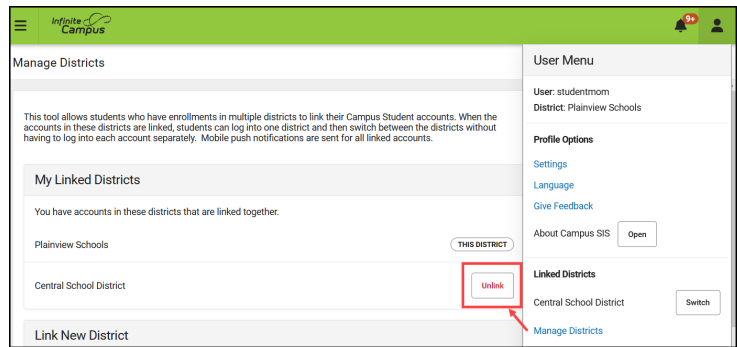 Infinite
Campus
9+
Manage Districts
This tool allows students who have enrollments in multiple districts to link their Campus Student accounts. When the
accounts in these districts are linked, students can log into one district and then switch between the districts without
having to log into each account separately. Mobile push notifications are sent for all linked accounts.
My Linked Districts
You have accounts in these districts that are linked together.
Plainview Schools
THIS DISTRICT
Central School District
Unlink
Link New District
User Menu
User: studentmom
District: Plainview Schools
Profile Options
Settings
Language
Give Feedback
About Campus SIS
Open
Linked Districts
Central School District
Switch
Manage Districts